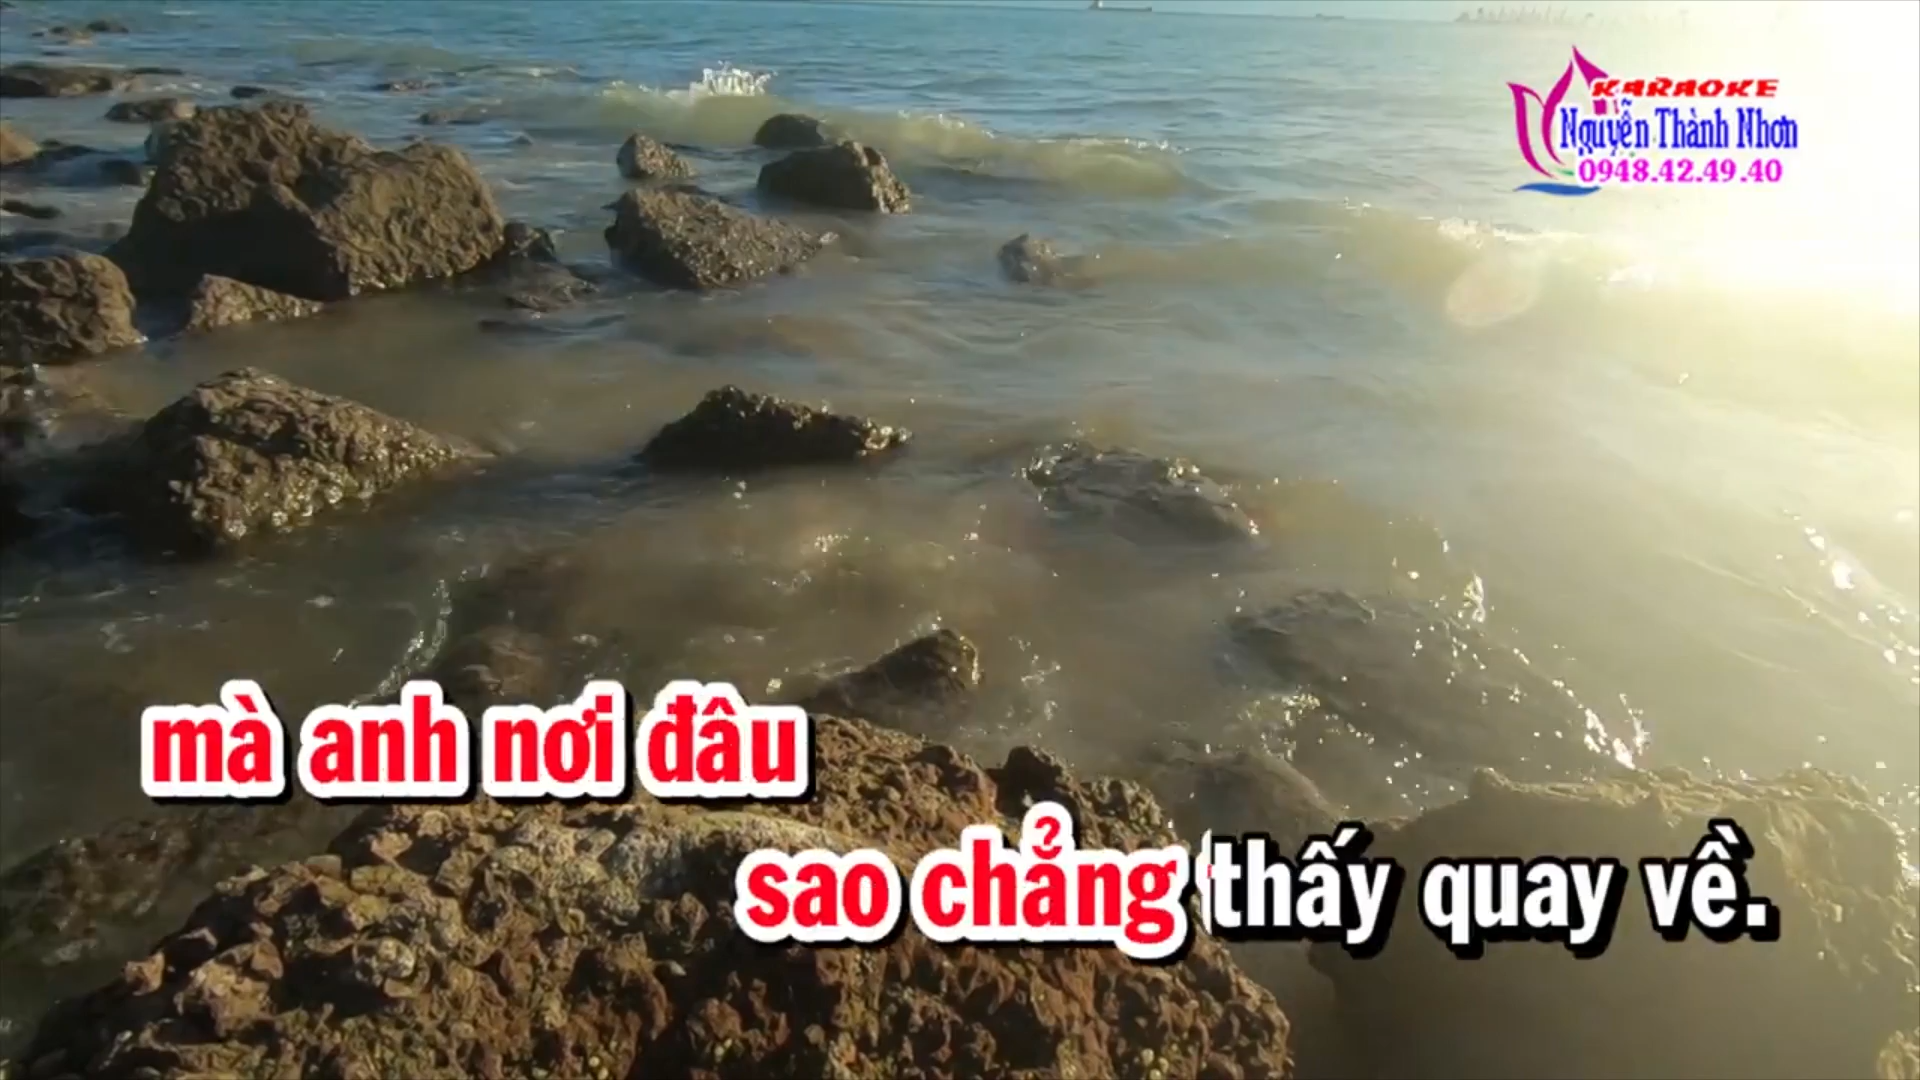 KARAOKE
Nguyễn Thành Nhơn
0948.42.49.40
mà anh nơi đâu
sao chẳng thấy quay về.